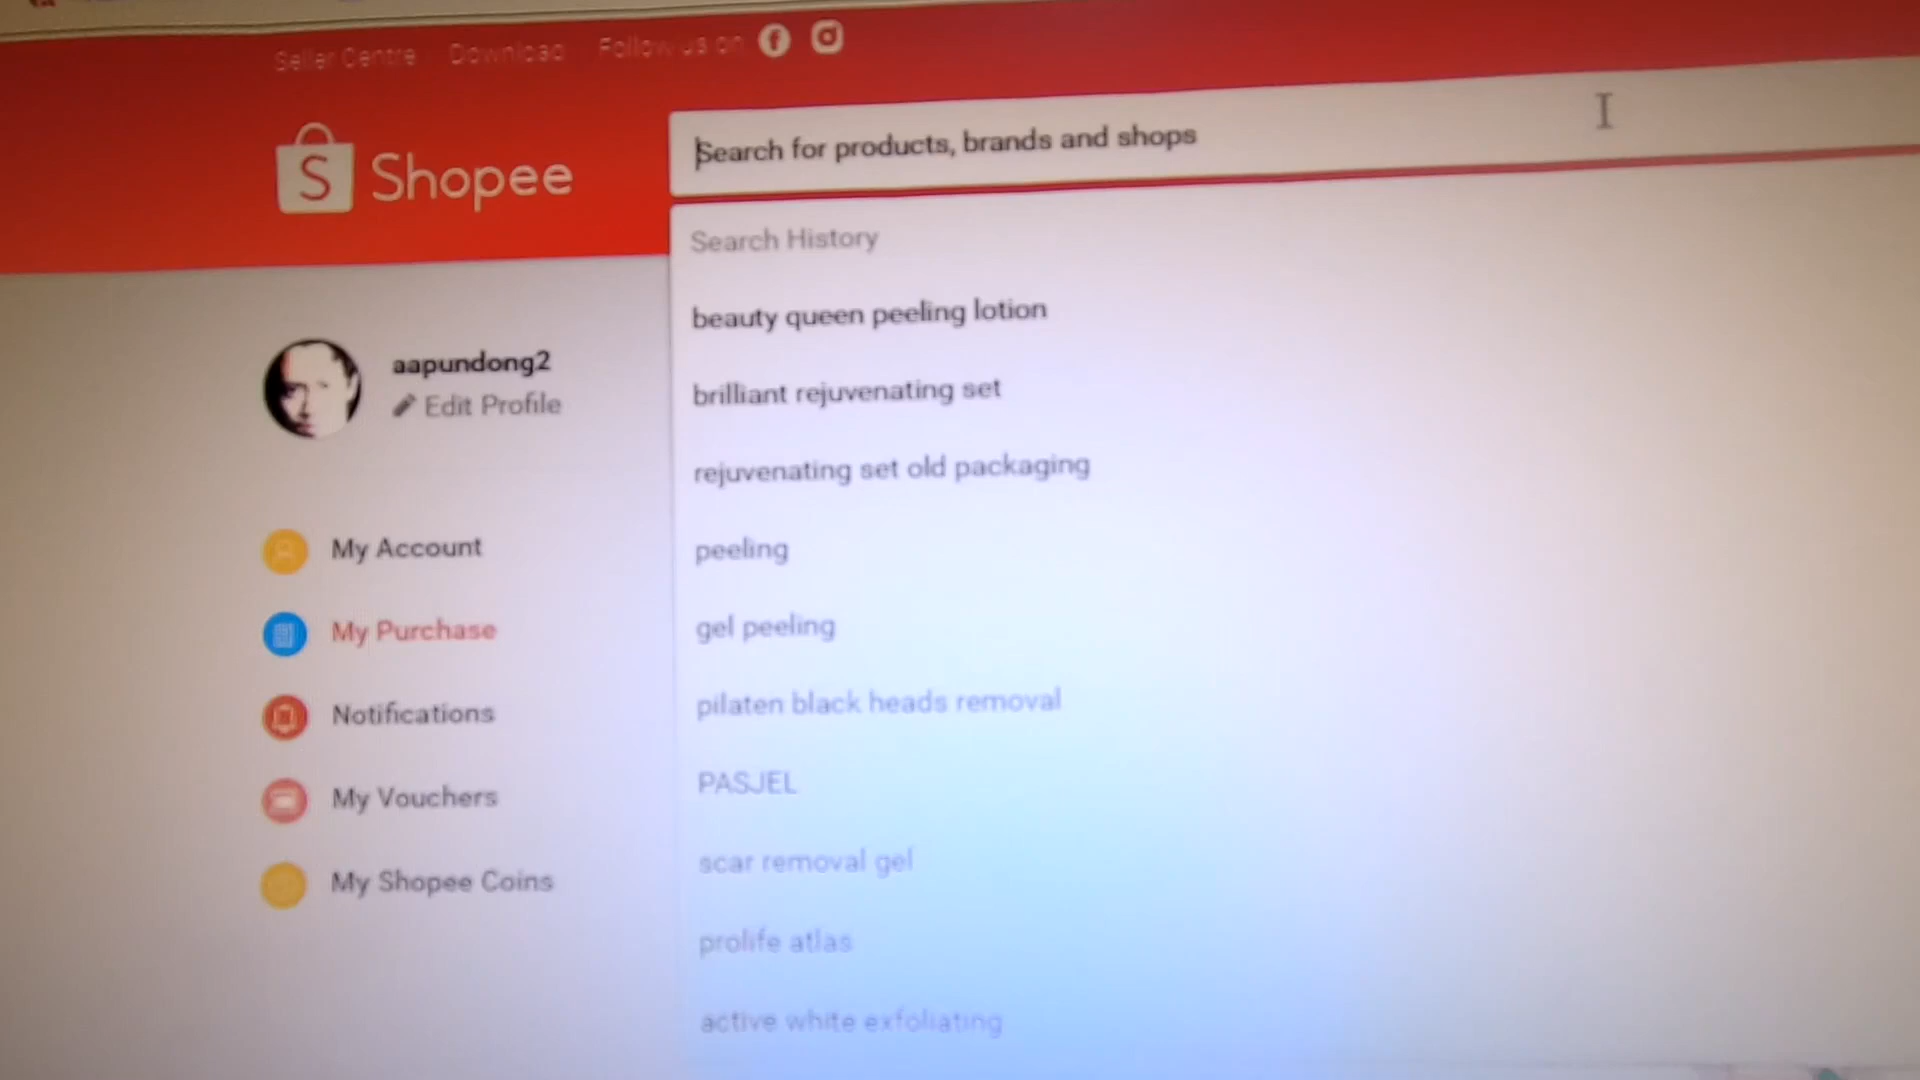 Seller Centre Download Follow us on
Shopee
Search for products, brands and shops
Search History
beauty queen peeling lotion
brilliant rejuvenating set
rejuvenating set old packaging
peeling
gel peeling
pilaten black heads removal
PASJEL
scar removal gel
prolife atlas
active white exfoliating
aapundong2
Edit Profile
My Account
My Purchase
Notifications
My Vouchers
My Shopee Coins